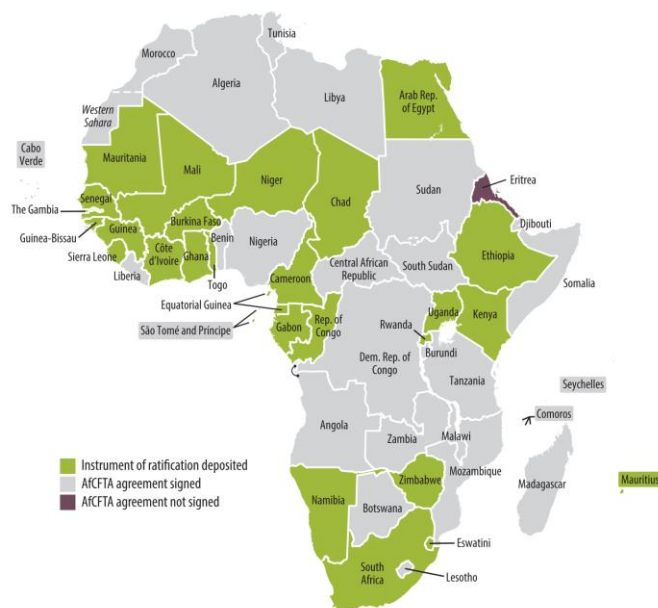 Tunisia
Morocco
Algeria
Libya
Arab Rep.
of Egypt
Western
Sahara
Cabo
Verde
Mauritania
Mali
Niger
Chad
Sudan
Eritrea
Senegal
The Gambia
Guinea-Bissau
Guinea
Burkina Faso
Benin
Nigeria
Djibouti
Sierra Leone
Côte
d'Ivoire
Ghana
Liberia
Togo
Cameroon
Central African
Republic
South Sudan
Ethiopia
Somalia
Equatorial Guinea
São Tomé and Príncipe
Gabon
Rep. of
Congo
Uganda
Kenya
Rwanda
Burundi
Dem. Rep. of
Congo
Tanzania
Seychelles
Comoros
Angola
Zambia
Malawi
Mozambique
Madagascar
Mauritius
Zimbabwe
Namibia
Botswana
Eswatini
South
Africa
Lesotho
Instrument of ratification deposited
AfCFTA agreement signed
AfCFTA agreement not signed